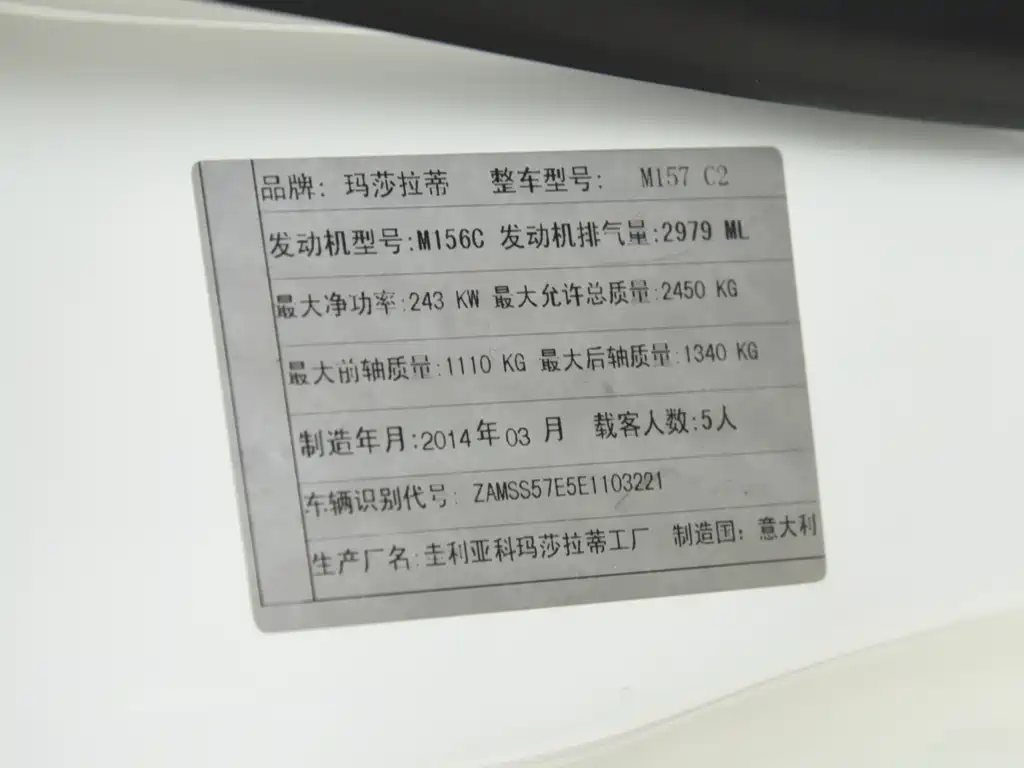 品牌: 玛莎拉蒂 整车型号: M157 C2
发动机型号:M156C 发动机排气量:2979 ML
最大净功率:243 KW 最大允许总质量:2450 KG
最大前轴质量:1110 KG 最大后轴质量:1340 KG
制造年月:2014年03月 载客人数:5人
车辆识别代号: ZAMSS57E5E1103221
生产厂名:圭利亚科玛莎拉蒂工厂 制造国: 意大利